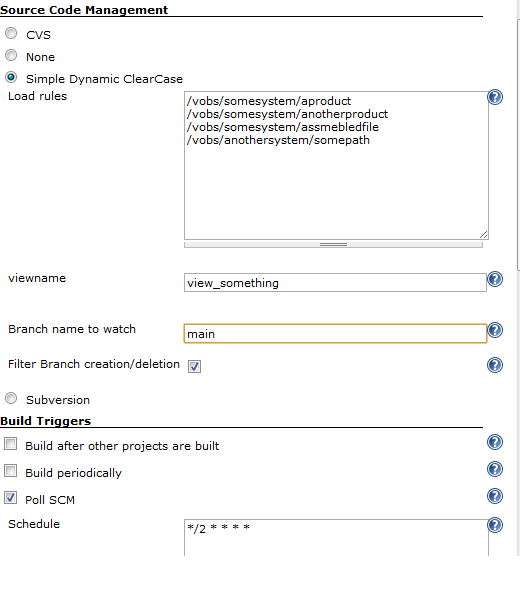 Source Code Management
CVS
None
Simple Dynamic ClearCase
Load rules
/vobs/somesystem/aproduct
/vobs/somesystem/anotherproduct
/vobs/somesystem/assmebledfile
/vobs/anothersystem/somepath
viewname
view_something
Branch name to watch
main
Filter Branch creation/deletion
Subversion
Build Triggers
Build after other projects are built
Build periodically
Poll SCM
Schedule
*/2 * * * *